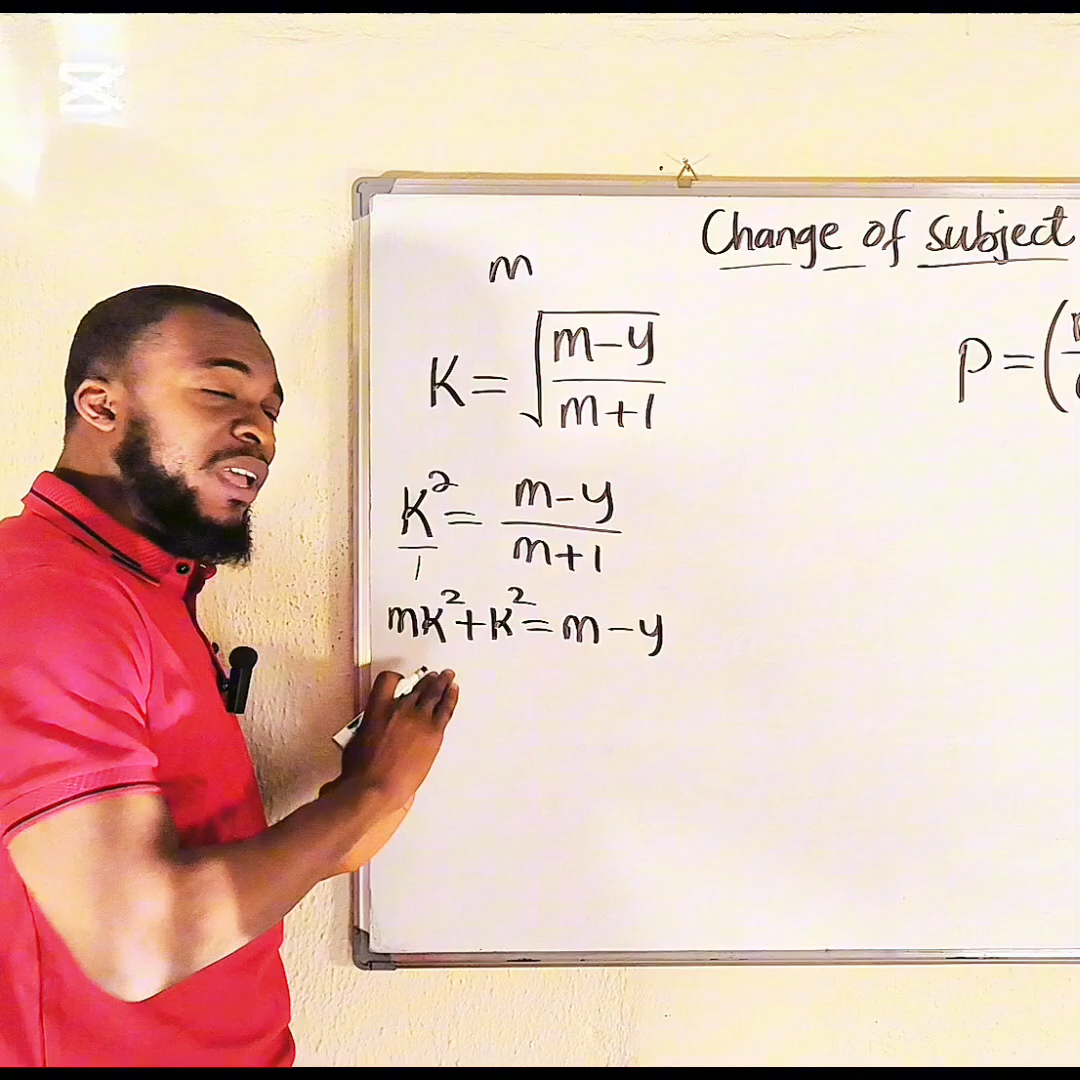 Change of subject
m
K = √((m-y)/(m+1))
K²/1 = (m-y)/(m+1)
mK²+K² = m-y
P = (